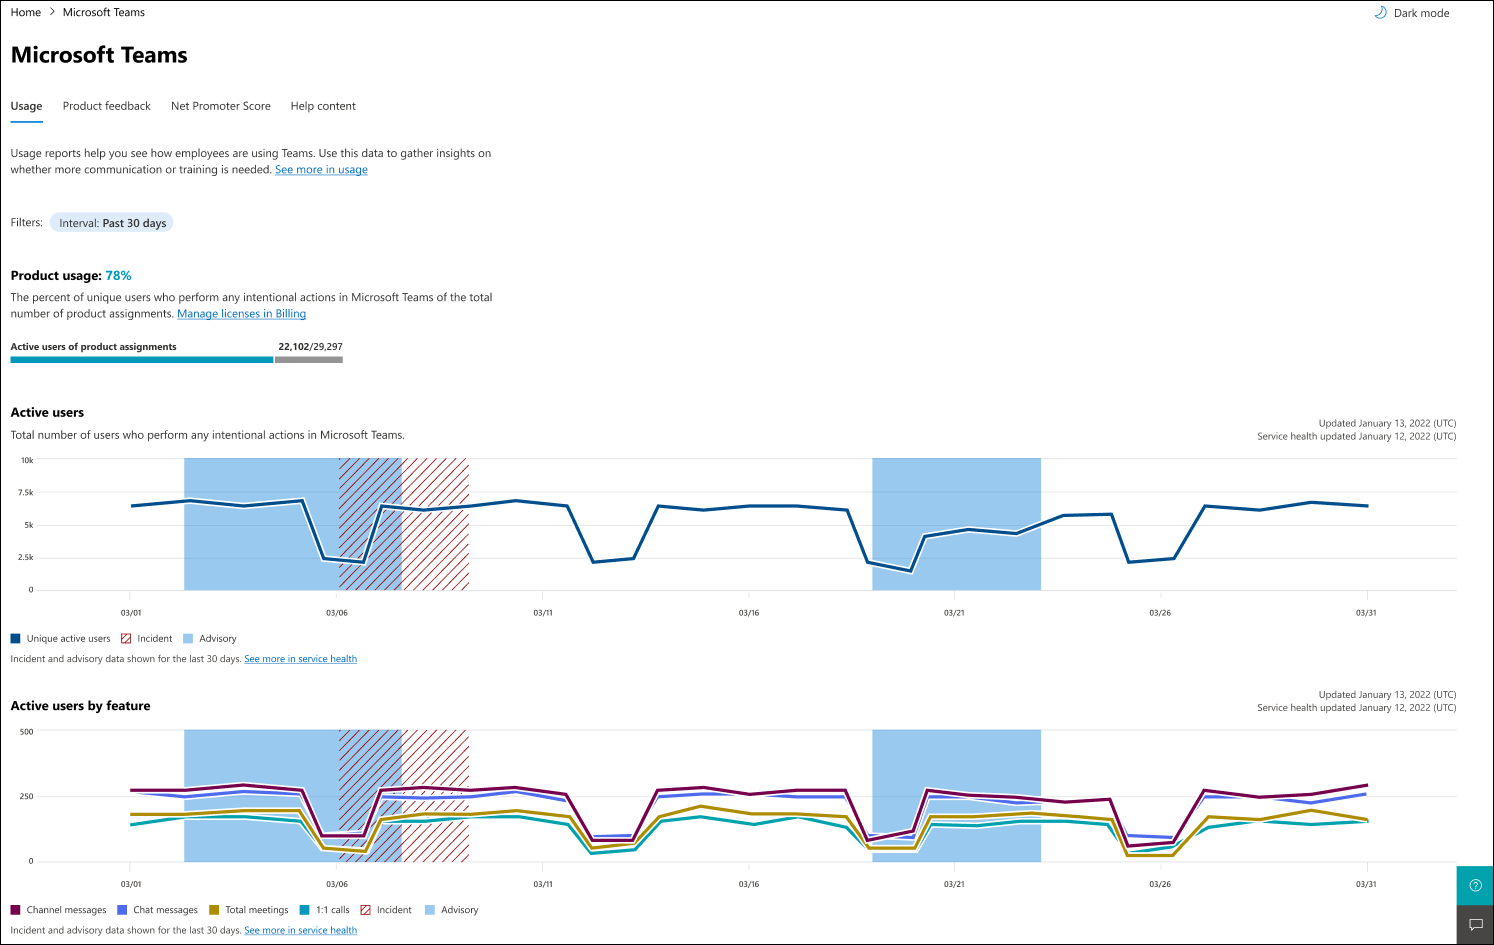 Home > Microsoft Teams
Dark mode
Microsoft Teams
Usage Product feedback Net Promoter Score Help content
Usage reports help you see how employees are using Teams. Use this data to gather insights on
whether more communication or training is needed. See more in usage
Filters: Interval: Past 30 days
Product usage: 78%
The percent of unique users who perform any intentional actions in Microsoft Teams of the total
number of product assignments. Manage licenses in Billing
Active users of product assignments 22,102/29,297
Active users
Total number of users who perform any intentional actions in Microsoft Teams.
Updated January 13, 2022 (UTC)
Service health updated January 12, 2022 (UTC)
10k
7.5k
5k
2.5k
0
03/01 03/06 03/11 03/16 03/21 03/26 03/31
Unique active users Incident Advisory
Incident and advisory data shown for the last 30 days. See more in service health
Active users by feature
Updated January 13, 2022 (UTC)
Service health updated January 12, 2022 (UTC)
500
250
0
03/01 03/06 03/11 03/16 03/21 03/26 03/31
Channel messages Chat messages Total meetings 1:1 calls Incident Advisory
Incident and advisory data shown for the last 30 days. See more in service health